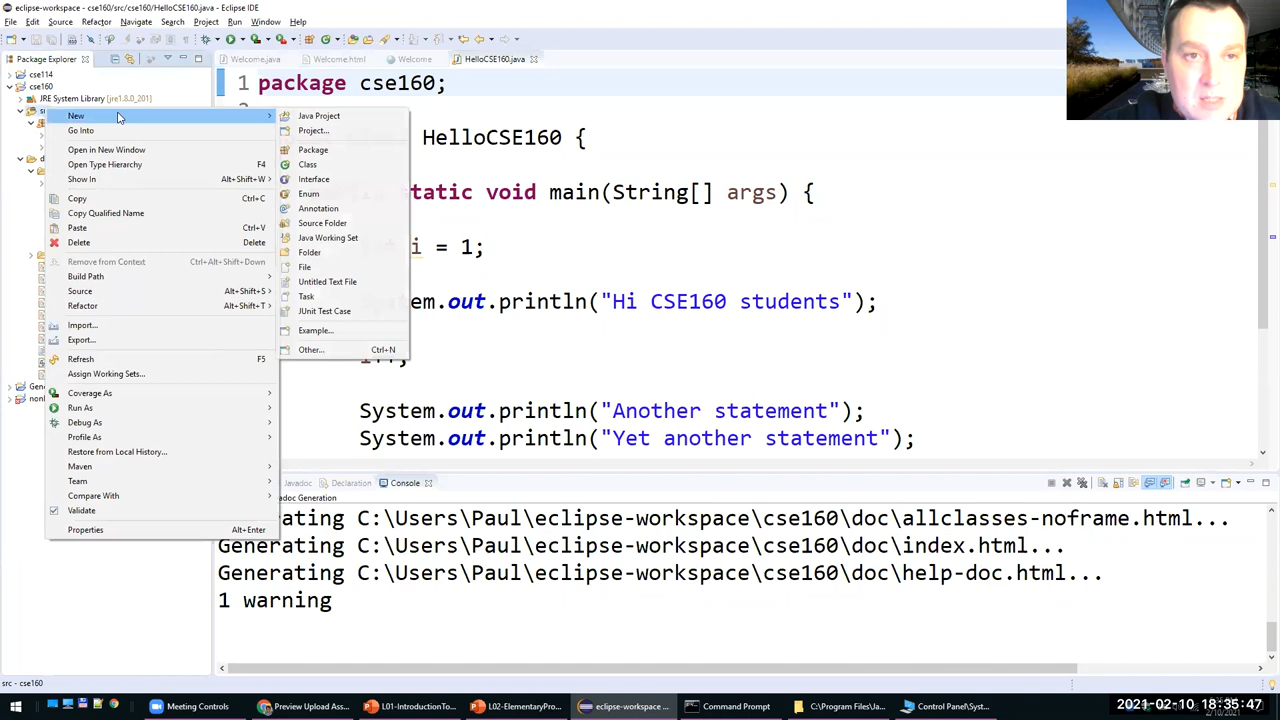 eclipse-workspace - cse160/src/cse160/HelloCSE160.java - Eclipse IDE
File Edit Source Refactor Navigate Search Project Run Window Help
Package Explorer
Welcome.java Welcome.html Welcome HelloCSE160.java
cse114
cse160
JRE System Library [jre1.8.0_201]
1 package cse160;
HelloCSE160 {
static void main(String[] args) {
i = 1;
System.out.println("Hi CSE160 students");
i++;
System.out.println("Another statement");
System.out.println("Yet another statement");
New
Go Into
Open in New Window
Open Type Hierarchy F4
Show In Alt+Shift+W
Copy Ctrl+C
Copy Qualified Name
Paste Ctrl+V
Delete Delete
Remove from Context Ctrl+Alt+Shift+Down
Build Path
Source Alt+Shift+S
Refactor Alt+Shift+T
Import...
Export...
Refresh F5
Assign Working Sets...
Coverage As
Run As
Debug As
Profile As
Restore from Local History...
Maven
Team
Compare With
Validate
Properties Alt+Enter
Java Project
Project...
Package
Class
Interface
Enum
Annotation
Source Folder
Java Working Set
Folder
File
Untitled Text File
Task
JUnit Test Case
Example...
Other... Ctrl+N
Javadoc Declaration Console
adoc Generation
erating C:\Users\Paul\eclipse-workspace\cse160\doc\allclasses-noframe.html...
Generating C:\Users\Paul\eclipse-workspace\cse160\doc\index.html...
Generating C:\Users\Paul\eclipse-workspace\cse160\doc\help-doc.html...
1 warning
src - cse160
Meeting Controls Preview Upload Ass... L01-IntroductionTo... L02-ElementaryPro... eclipse-workspace ... Command Prompt C:\Program Files/Ja... Control Panel\Sy...
2021-02-10 18:35:47